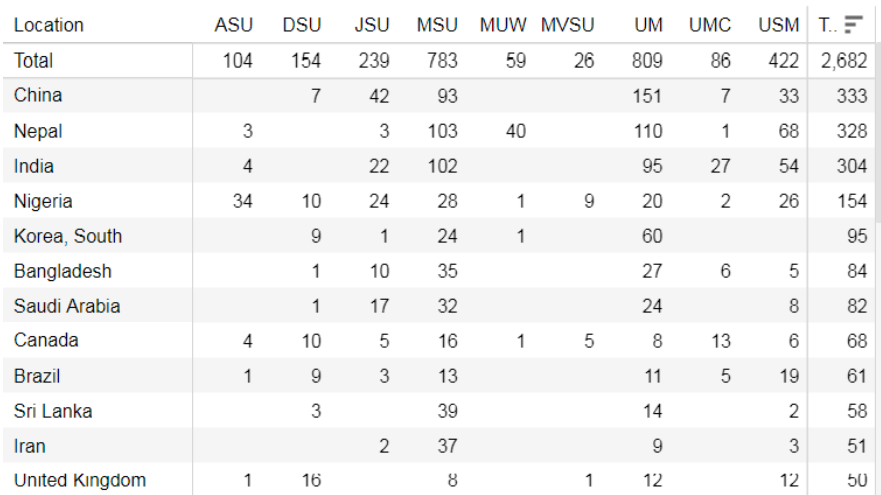 Location ASU DSU JSU MSU MUW MVSU UM UMC USM T..
Total 104 154 239 783 59 26 809 86 422 2,682
China 7 42 93 151 7 33 333
Nepal 3 3 103 40 110 1 68 328
India 4 22 102 95 27 54 304
Nigeria 34 10 24 28 1 9 20 2 26 154
Korea, South 9 1 24 1 60 95
Bangladesh 1 10 35 27 6 5 84
Saudi Arabia 1 17 32 24 8 82
Canada 4 10 5 16 1 5 8 13 6 68
Brazil 1 9 3 13 11 5 19 61
Sri Lanka 3 39 14 2 58
Iran 2 37 9 3 51
United Kingdom 1 16 8 1 12 12 50